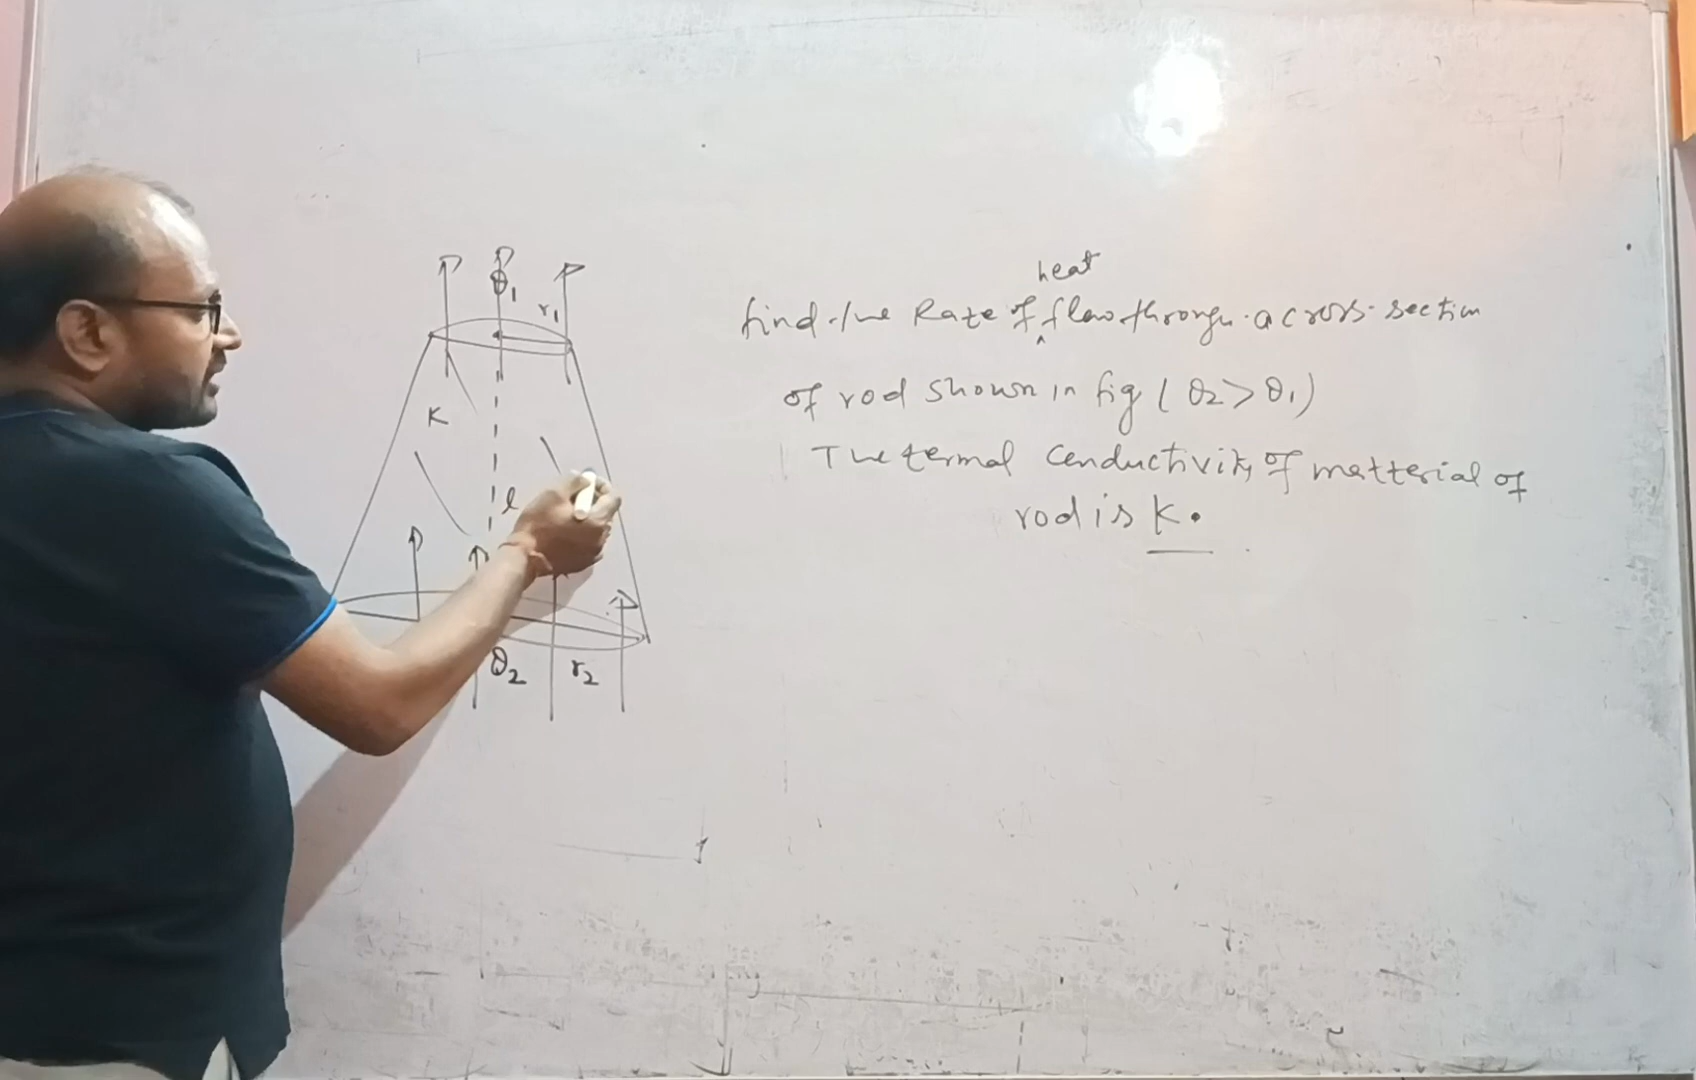 θ1
r1
K
l
θ2
r2
heat
find the Rate of flow through a cross-section
of rod shown in fig ( θ2 > θ1 )
The termal Conductivity of matterial of
rod is K.